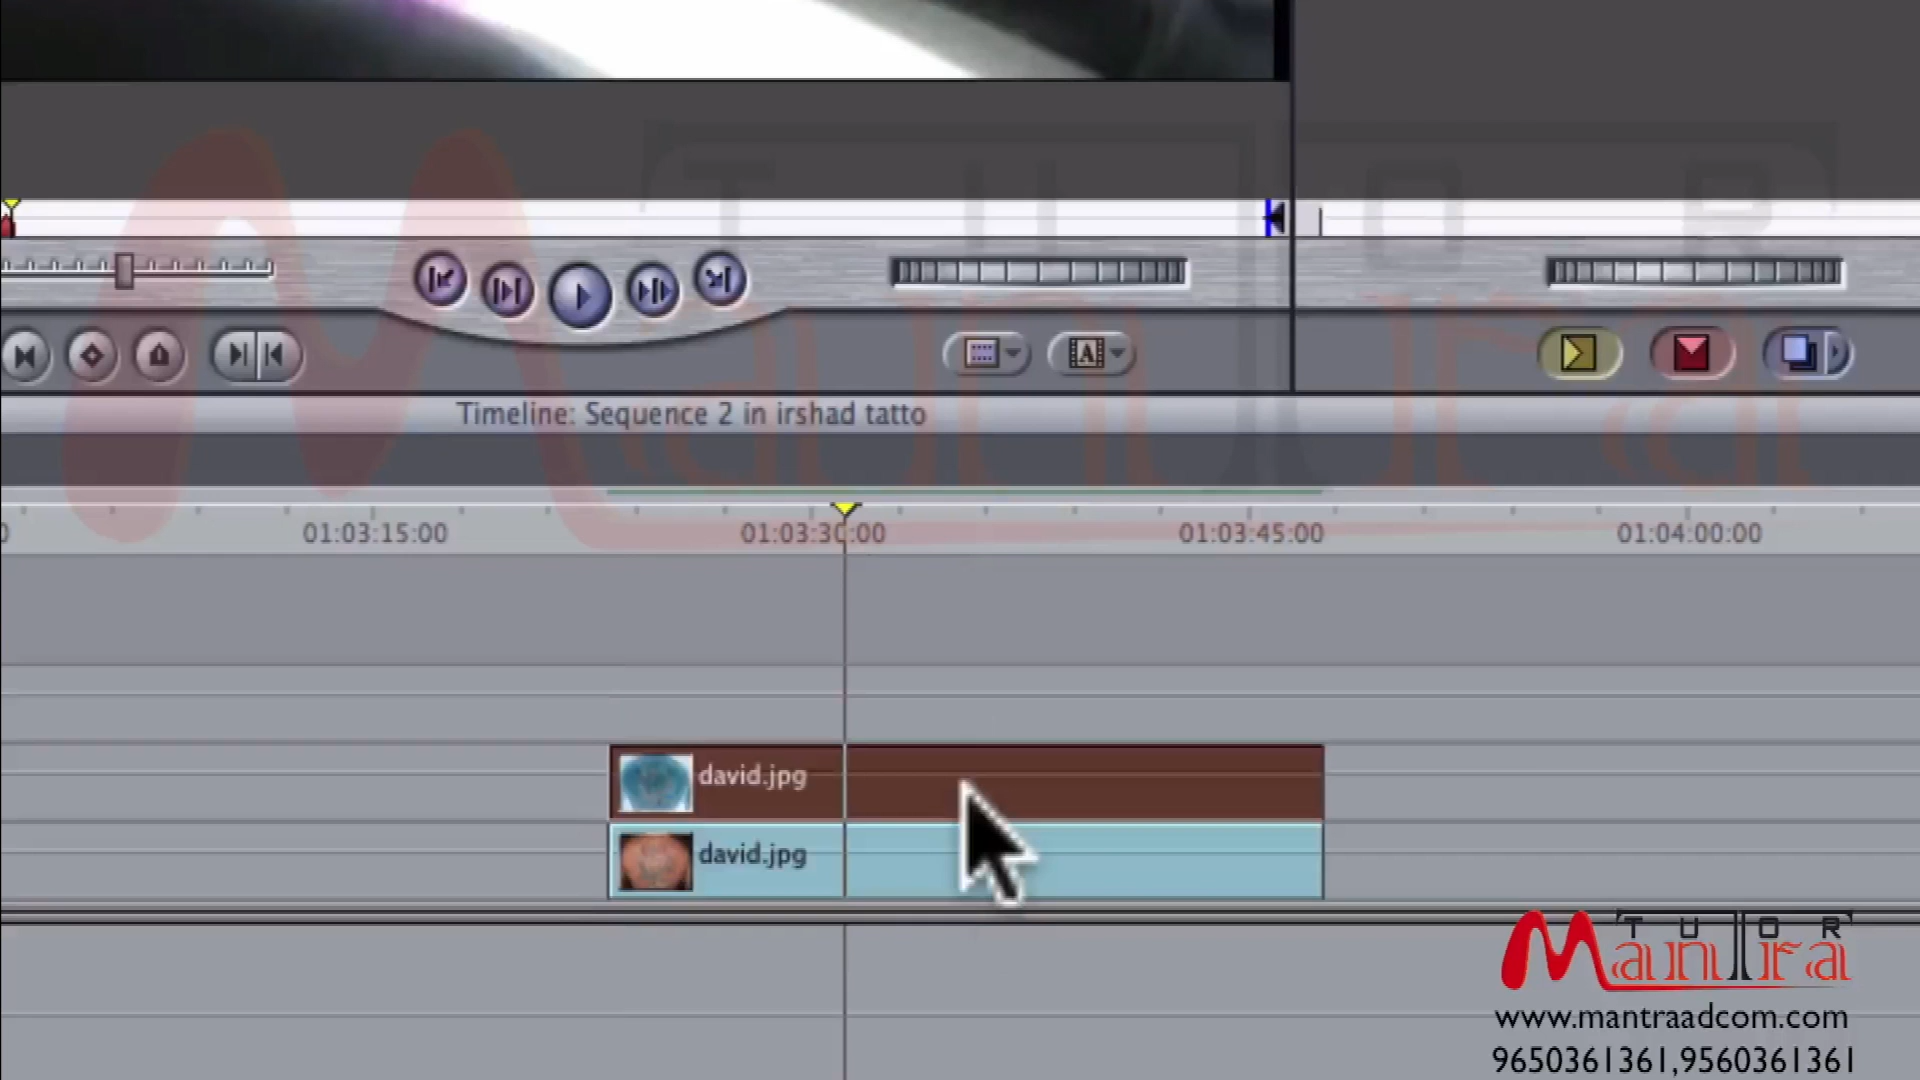 T U O R
Mantra
A
Timeline: Sequence 2 in irshad tatto
01:03:15:00
01:03:30:00
01:03:45:00
01:04:00:00
david.jpg
david.jpg
T U O R
Mantra
www.mantraadcom.com
9650361361,9560361361